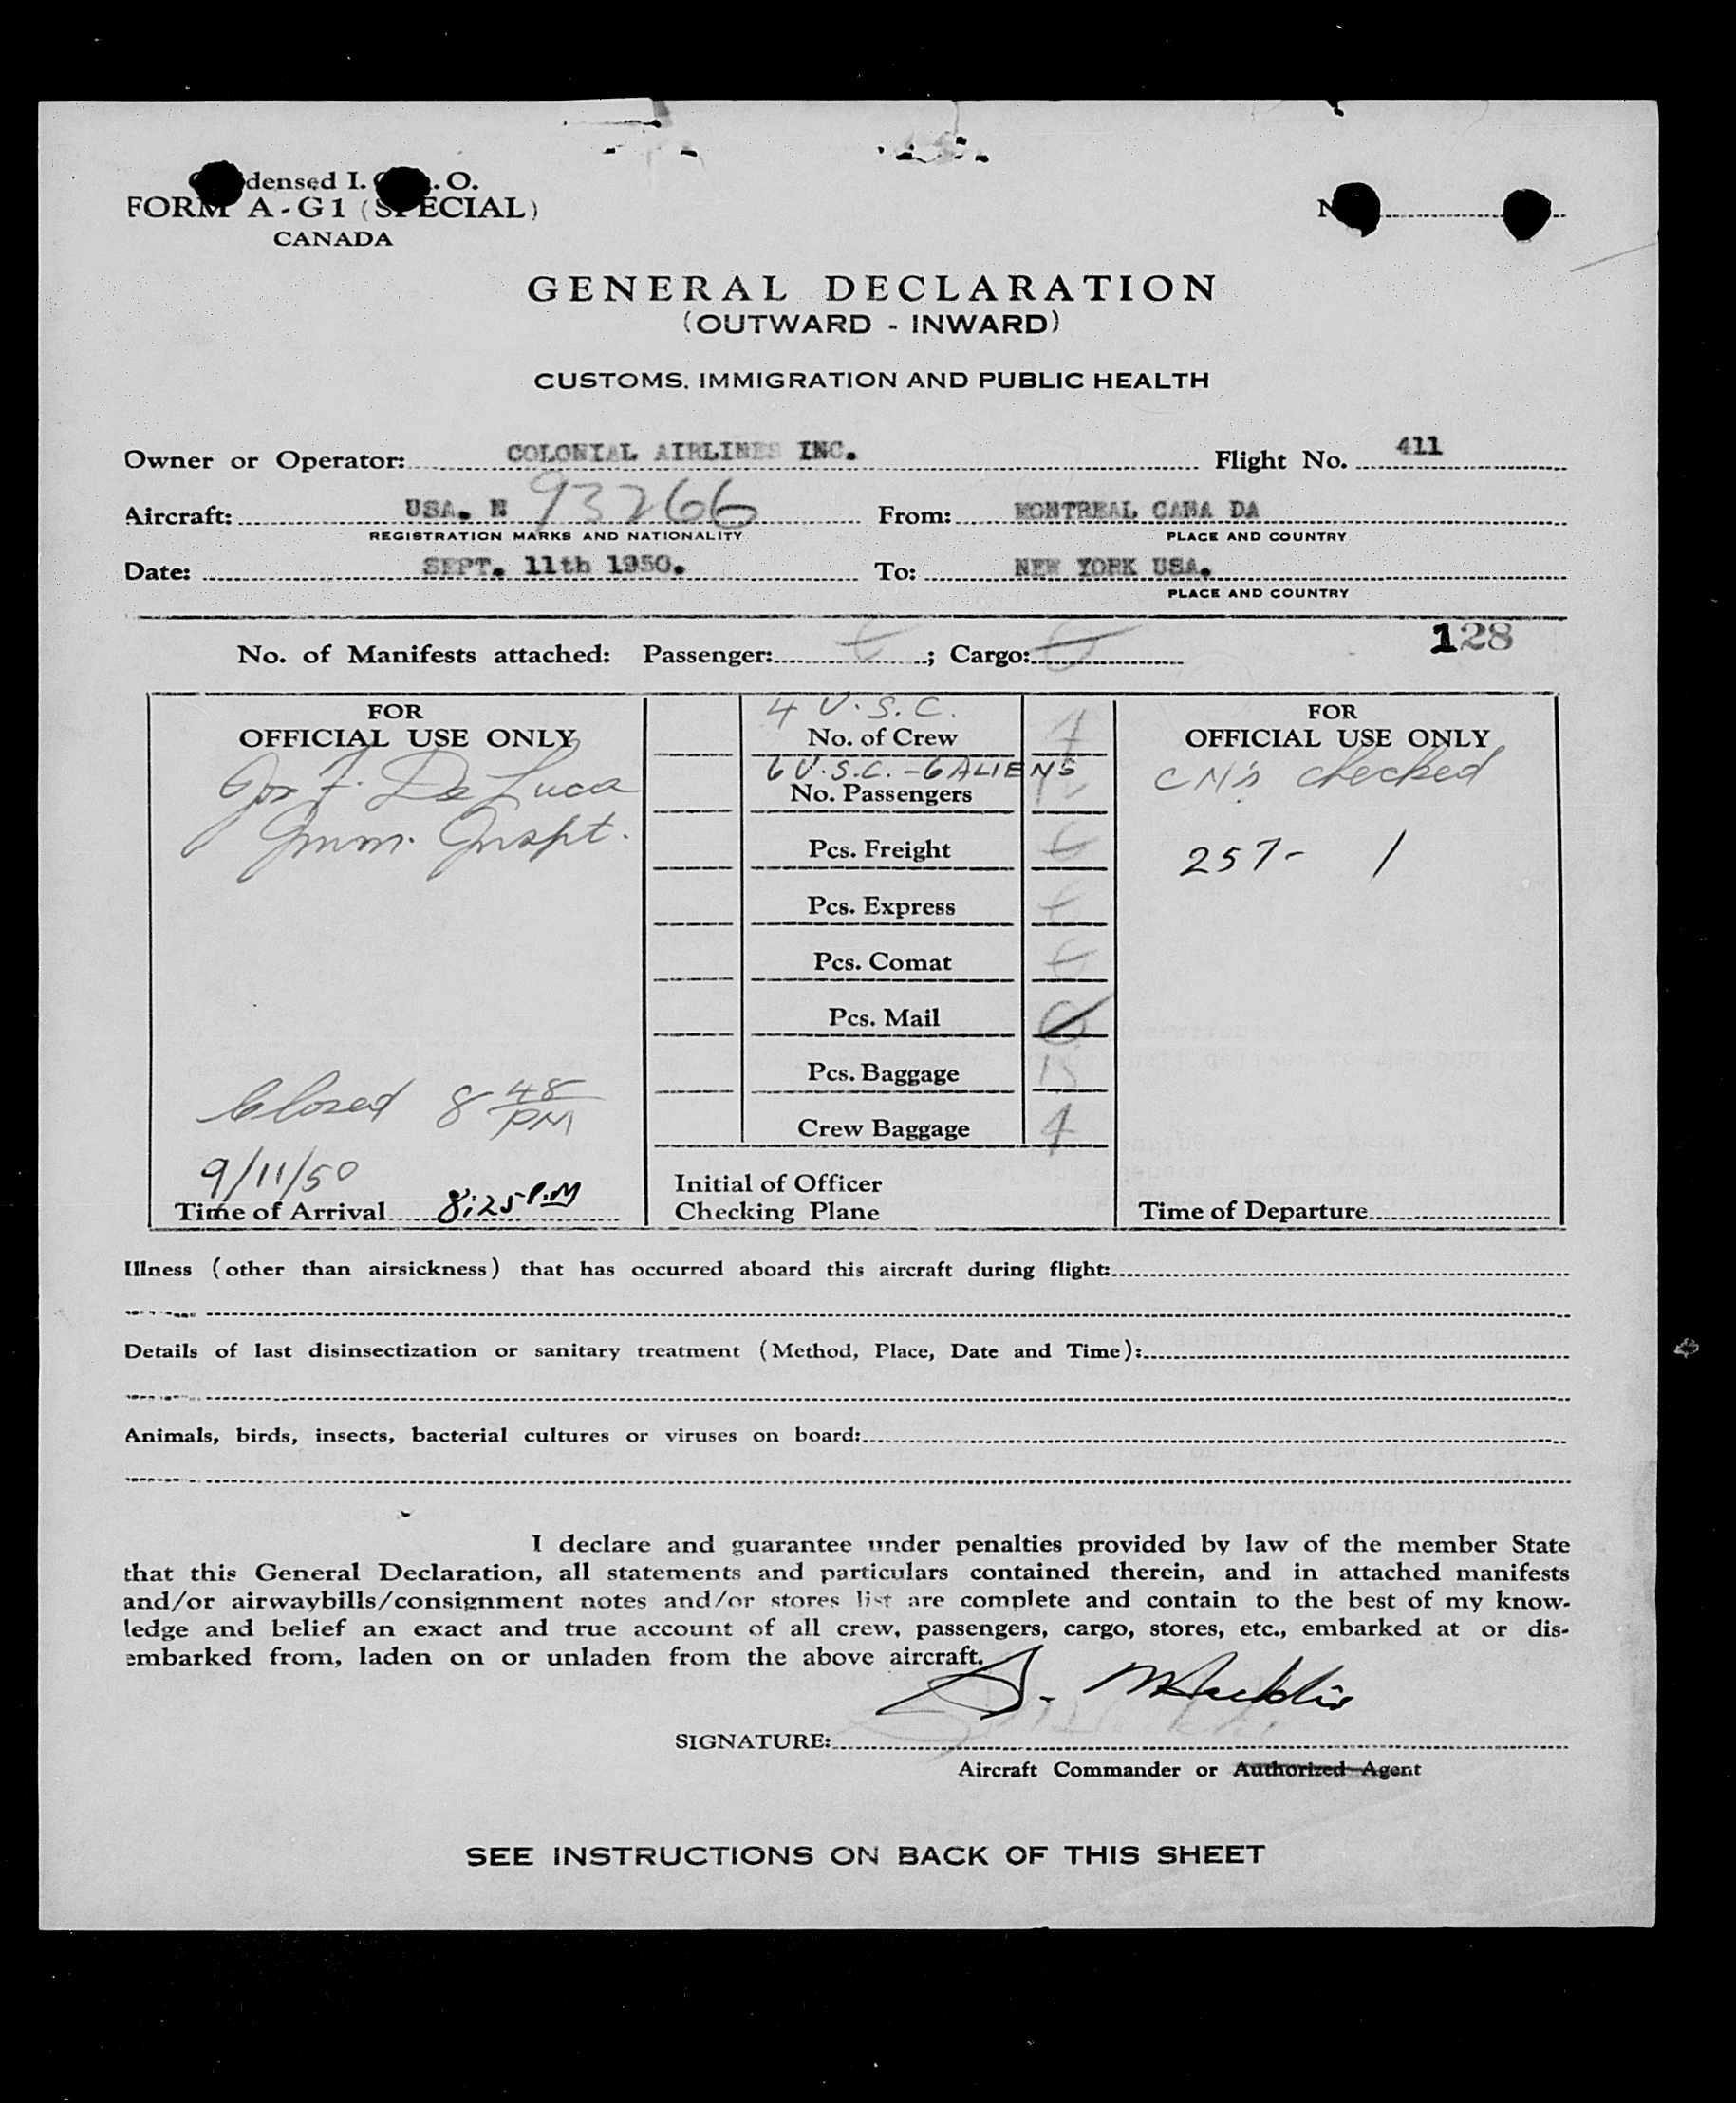 densed I. . O.
FORM A-G1 (SPECIAL)
CANADA
GENERAL DECLARATION
(OUTWARD - INWARD)
CUSTOMS, IMMIGRATION AND PUBLIC HEALTH
Owner or Operator: COLONIAL AIRLINES INC. Flight No. 411
Aircraft: USA. N 93266 From: MONTREAL CANA DA
REGISTRATION MARKS AND NATIONALITY PLACE AND COUNTRY
Date: SEPT. 11th 1950. To: NEW YORK USA.
PLACE AND COUNTRY
128
No. of Manifests attached: Passenger: ; Cargo:
FOR
OFFICIAL USE ONLY
Jos F. De Luca
Imm. Inspt.
Closed 8 48 PM
9/11/50
Time of Arrival 8:25 P.M
4 U.S.C.
No. of Crew 4
6 U.S.C. - 6 ALIENS
No. Passengers 12
Pcs. Freight
Pcs. Express
Pcs. Comat
Pcs. Mail 0
Pcs. Baggage 15
Crew Baggage 4
Initial of Officer
Checking Plane
FOR
OFFICIAL USE ONLY
CN's checked
257- 1
Time of Departure
Illness (other than airsickness) that has occurred aboard this aircraft during flight:
Details of last disinsectization or sanitary treatment (Method, Place, Date and Time):
Animals, birds, insects, bacterial cultures or viruses on board:
I declare and guarantee under penalties provided by law of the member State
that this General Declaration, all statements and particulars contained therein, and in attached manifests
and/or airwaybills/consignment notes and/or stores list are complete and contain to the best of my know-
ledge and belief an exact and true account of all crew, passengers, cargo, stores, etc., embarked at or dis-
embarked from, laden on or unladen from the above aircraft.
SIGNATURE:
Aircraft Commander or Authorized Agent
SEE INSTRUCTIONS ON BACK OF THIS SHEET